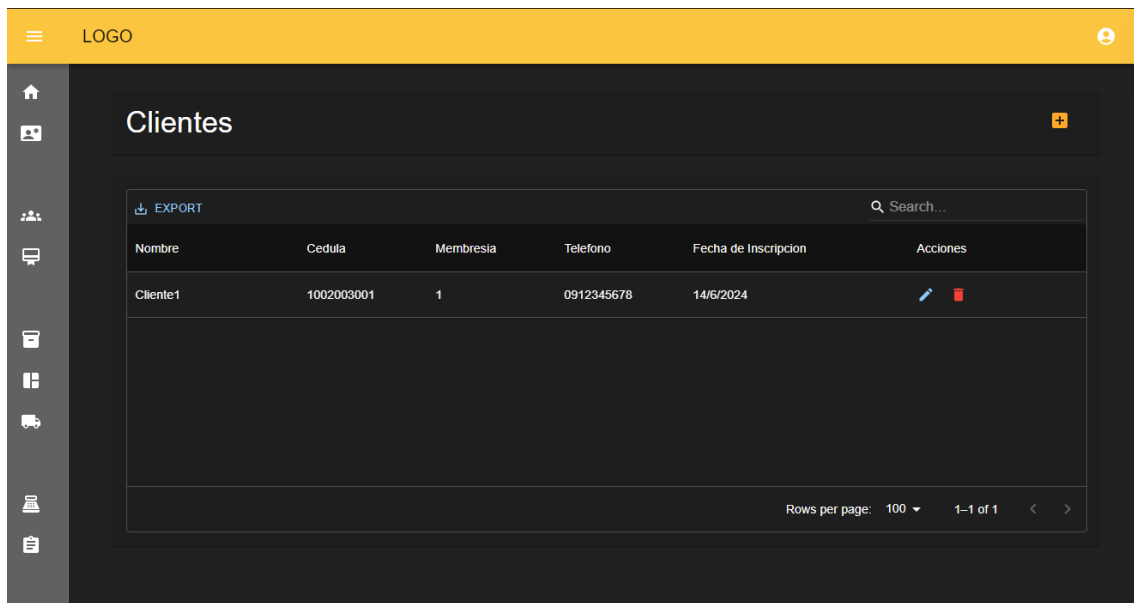 LOGO
Clientes
EXPORT
Search...
Nombre Cedula Membresia Telefono Fecha de Inscripcion Acciones
Cliente1 1002003001 1 0912345678 14/6/2024
Rows per page: 100 1–1 of 1